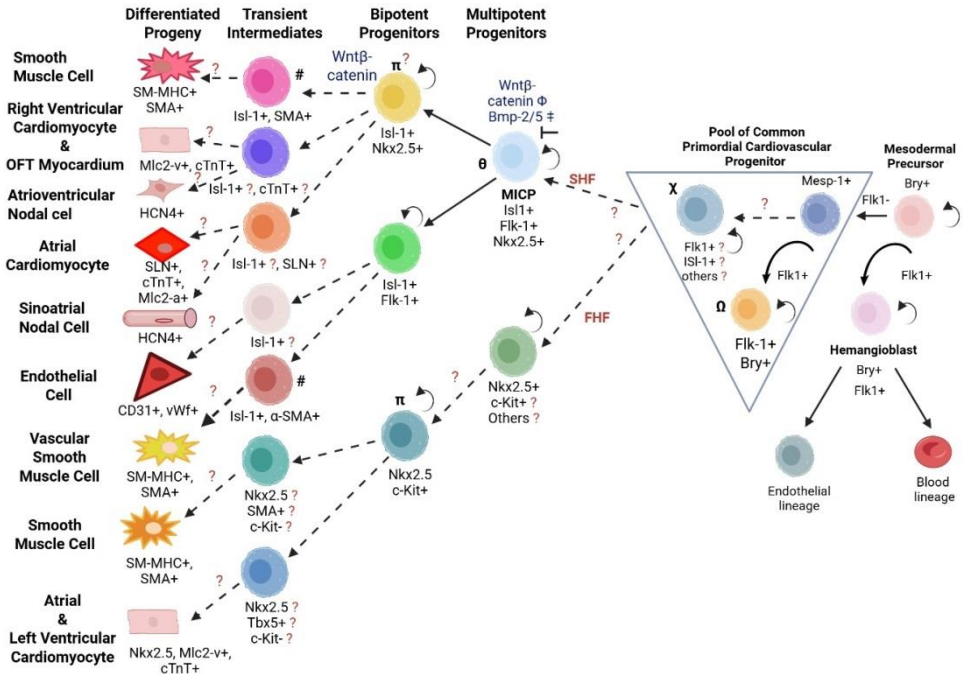 Differentiated
Progeny
Transient
Intermediates
Bipotent
Progenitors
Multipotent
Progenitors
Smooth
Muscle Cell
?
SM-MHC+
SMA+
#
Isl-1+, SMA+
Wntβ-
catenin
π ?
Isl-1+
Nkx2.5+
Wntβ-
catenin Φ
Bmp-2/5 ‡
θ
MICP
Isl1+
Flk-1+
Nkx2.5+
Right Ventricular
Cardiomyocyte
&
OFT Myocardium
?
Mlc2-v+, cTnT+
?
Isl-1+ ?, cTnT+ ?
Atrioventricular
Nodal cel
HCN4+
Atrial
Cardiomyocyte
?
SLN+,
cTnT+,
Mlc2-a+
?
Isl-1+ ?, SLN+ ?
Isl-1+
Flk-1+
Sinoatrial
Nodal Cell
HCN4+
?
Isl-1+ ?
Endothelial
Cell
CD31+, vWf+
?
#
Isl-1+, α-SMA+
Vascular
Smooth
Muscle Cell
SM-MHC+,
SMA+
?
Nkx2.5 ?
SMA+ ?
c-Kit- ?
π
Nkx2.5
c-Kit+
?
Nkx2.5+
c-Kit+ ?
Others ?
Smooth
Muscle Cell
SM-MHC+,
SMA+
Atrial
&
Left Ventricular
Cardiomyocyte
?
Nkx2.5, Mlc2-v+,
cTnT+
Nkx2.5 ?
Tbx5+ ?
c-Kit- ?
SHF
?
?
FHF
Pool of Common
Primordial Cardiovascular
Progenitor
χ
Mesp-1+
?
Flk1+ ?
ISl-1+ ?
others ?
Flk1+
Ω
Flk-1+
Bry+
Mesodermal
Precursor
Bry+
Flk1-
Flk1+
Hemangioblast
Bry+
Flk1+
Endothelial
lineage
Blood
lineage